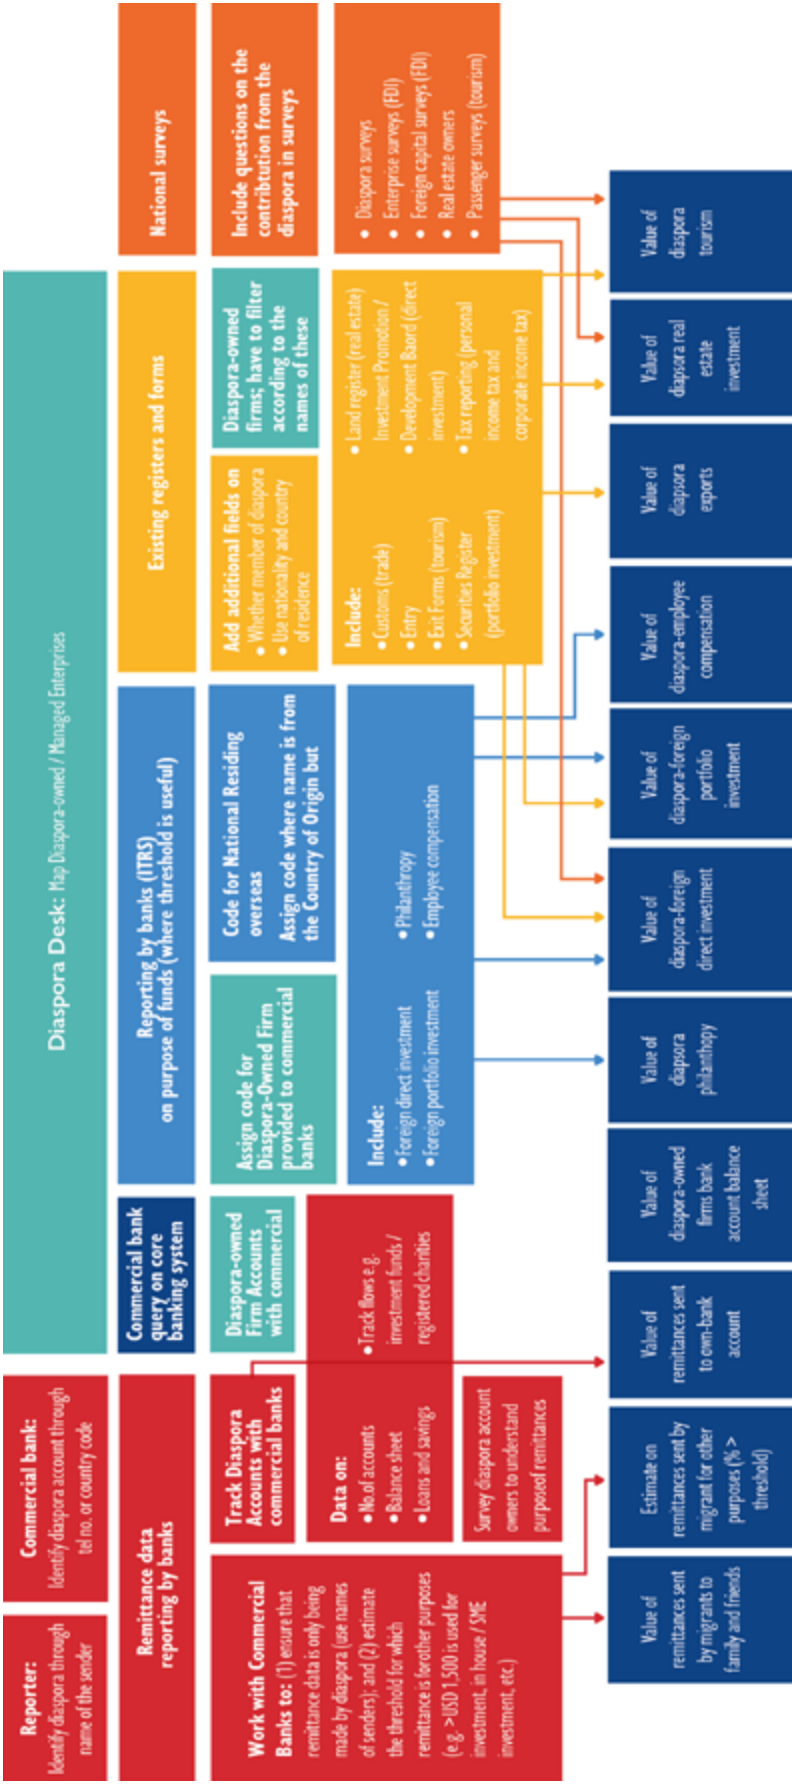 Reporter:
Identify diaspora through
name of the sender
Commercial bank:
Identify diaspora account through
tel no. or country code
Diaspora Desk: Map Diaspora-owned / Managed Enterprises
Remittance data
reporting by banks
Commercial bank
query on core
banking system
Reporting by banks (ITRS)
on purpose of funds (where threshold is useful)
Existing registers and forms
National surveys
Work with Commercial
Banks to: (1) ensure that
remittance data is only being
made by diaspora (use names
of senders); and (2) estimate
the threshold for which
remittance is forother purposes
(e.g. > USD 1,500 is used for
investment, in house / SME
investment, etc.)
Track Diaspora
Accounts with
commercial banks
Diaspora-owned
Firm Accounts
with commercial
Data on:
• No.of accounts
• Balance sheet
• Loans and savings
• Track flows e.g.
investment funds /
registered charities
Survey diaspora account
owners to understand
purposeof remittances
Assign code for
Diaspora-Owned Firm
provided to commercial
banks
Code for National Residing
overseas
Assign code where name is from
the Country of Origin but
Include:
• Foreign direct investment
• Foreign portfolio investment
• Philanthropy
• Employee compensation
Add additional fields on
• Whether member of diaspora
• Use nationality and country
of residence
Diaspora-owned
firms; have to filter
according to the
names of these
Include:
• Customs (trade)
• Entry
• Exit Forms (tourism)
• Securities Register
(portfolio investment)
• Land register (real estate)
Investment Promotion /
• Development Baord (direct
investment)
• Tax reporting (personal
income tax and
corporate income tax)
Include questions on the
contribtution from the
diaspora in surveys
• Diaspora surveys
• Enterprise surveys (FDI)
• Foreign capital surveys (FDI)
• Real estate owners
• Passenger surveys (tourism)
Value of
remittances sent
by migrants to
family and friends
Estimate on
remittances sent by
migrant for other
purposes (% >
threshold)
Value of
remittances sent
to own-bank
account
Value of
diaspora-owned
firms bank
account balance
sheet
Value of
diapsora
philanthopy
Value of
diaspora-foreign
direct investment
Value of
diaspora-foreign
portfolio
investment
Value of
diaspora-employee
compensation
Value of
diapsora
exports
Value of
diapsora real
estate
investment
Value of
diaspora
tourism